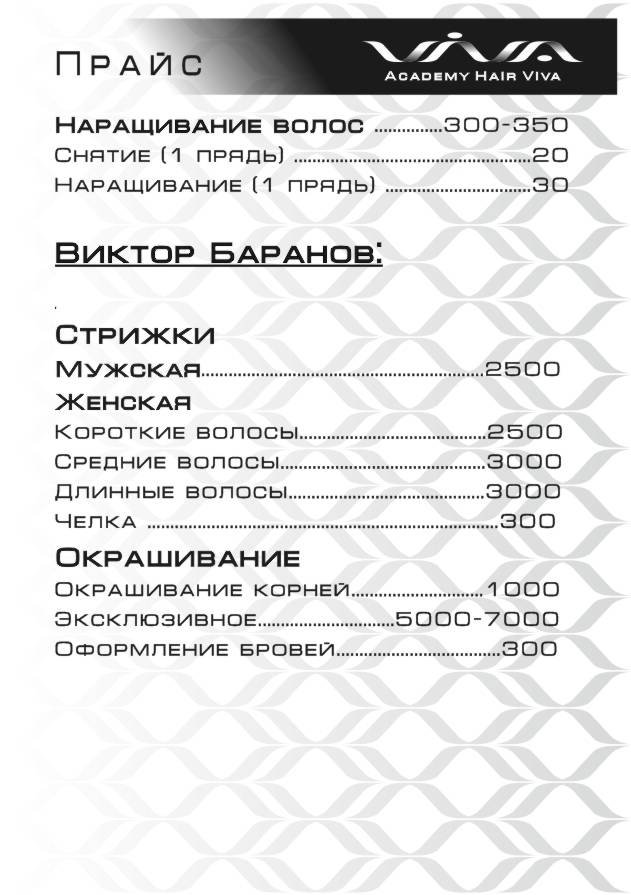 Прайс
VIVA
Academy Hair Viva
Наращивание волос ...............300-350
Снятие (1 прядь) .....................................................20
Наращивание (1 прядь) ................................30
Виктор Баранов:
.
Стрижки
Мужская...............................................................2500
Женская
Короткие волосы.........................................2500
Средние волосы.............................................3000
Длинные волосы...........................................3000
Челка ..............................................................................300
Окрашивание
Окрашивание корней.............................1000
Эксклюзивное..............................5000-7000
Оформление бровей....................................300